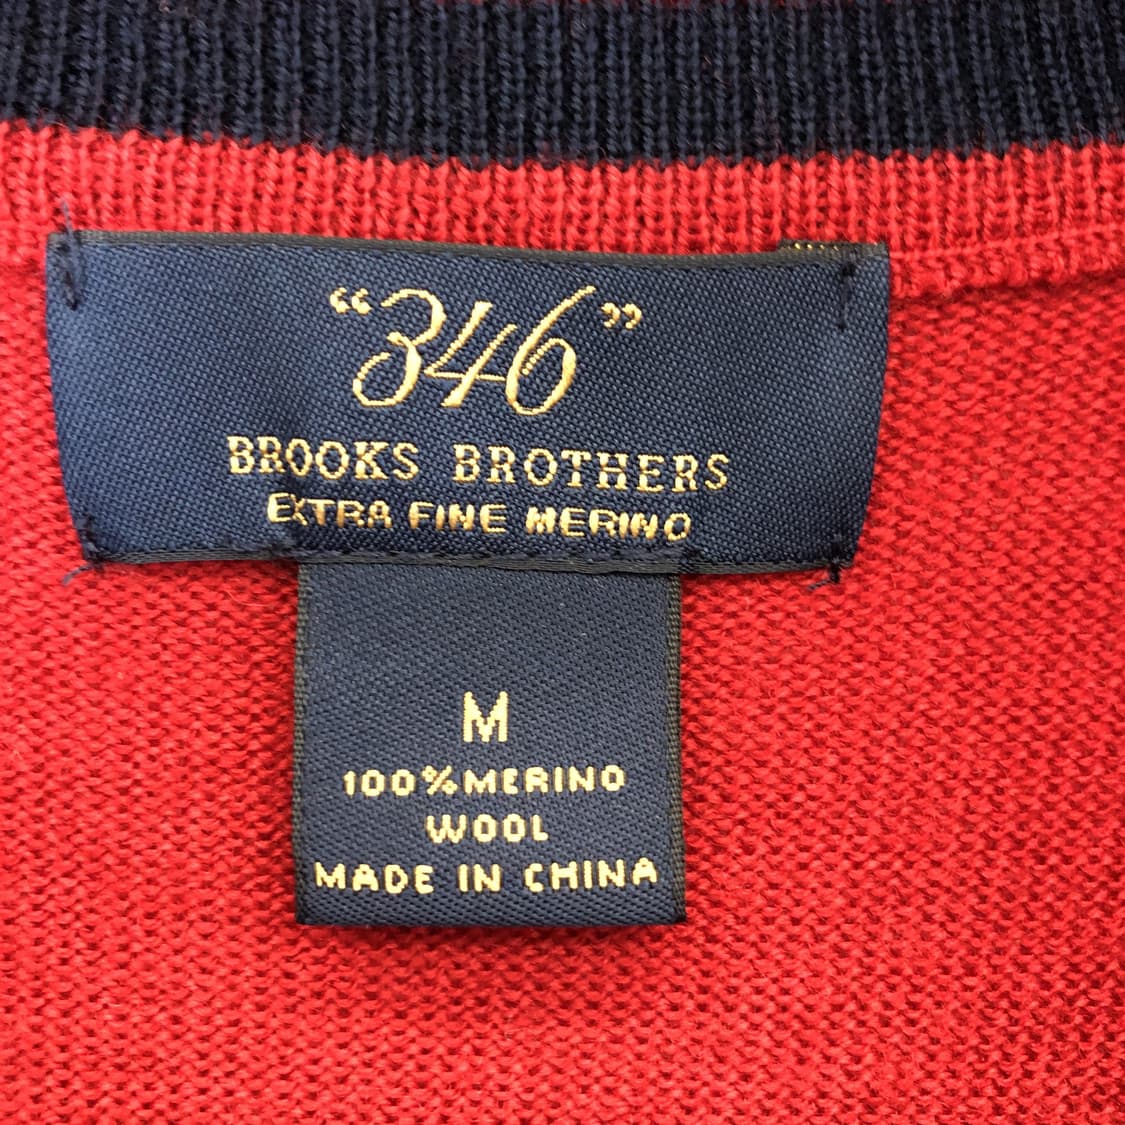 “346”
BROOKS BROTHERS
EXTRA FINE MERINO
M
100%MERINO
WOOL
MADE IN CHINA